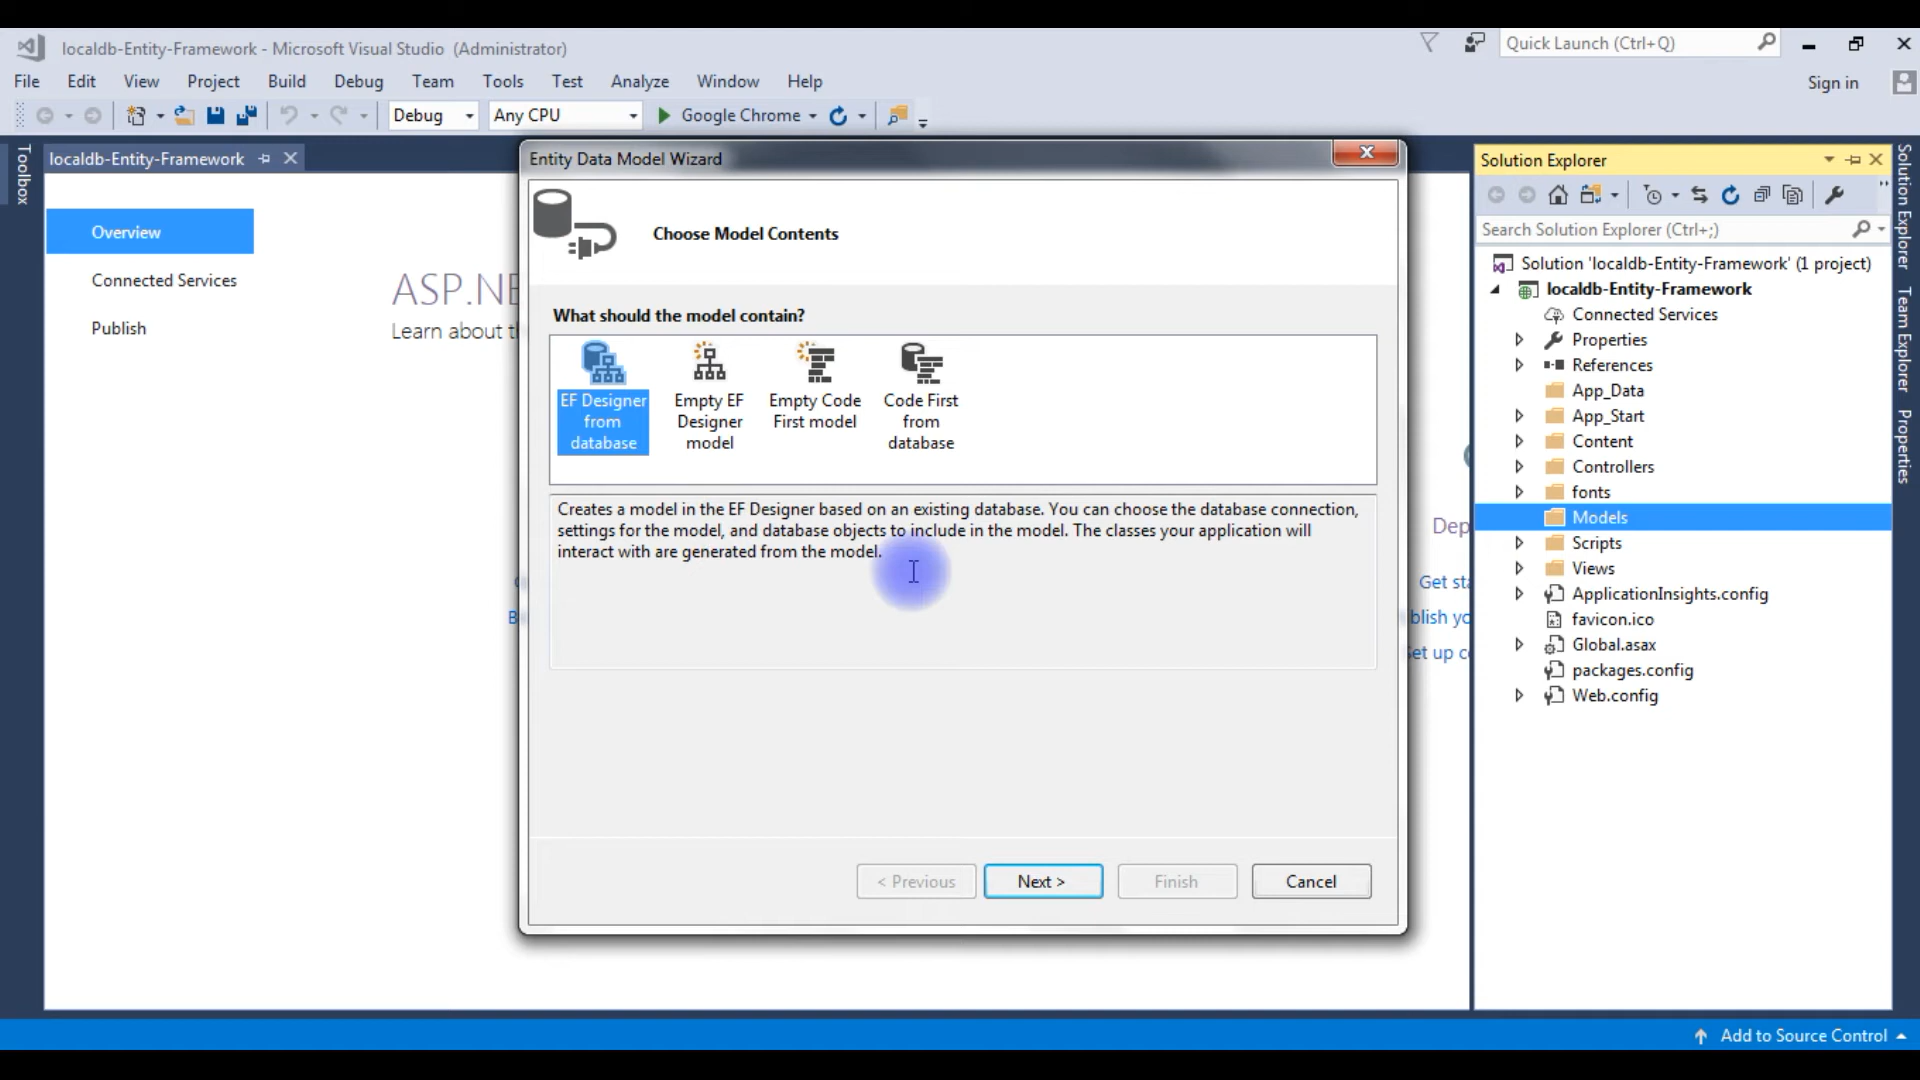 localdb-Entity-Framework - Microsoft Visual Studio (Administrator)
Quick Launch (Ctrl+Q)
File Edit View Project Build Debug Team Tools Test Analyze Window Help
Sign in
Debug Any CPU Google Chrome
Toolbox
localdb-Entity-Framework
Overview
Connected Services
Publish
ASP.NE
Learn about t
Entity Data Model Wizard
Choose Model Contents
What should the model contain?
EF Designer from database
Empty EF Designer model
Empty Code First model
Code First from database
Creates a model in the EF Designer based on an existing database. You can choose the database connection,
settings for the model, and database objects to include in the model. The classes your application will
interact with are generated from the model.
< Previous
Next >
Finish
Cancel
B
Dep
Get sta
blish yo
et up co
Solution Explorer
Search Solution Explorer (Ctrl+;)
Solution 'localdb-Entity-Framework' (1 project)
localdb-Entity-Framework
Connected Services
Properties
References
App_Data
App_Start
Content
Controllers
fonts
Models
Scripts
Views
ApplicationInsights.config
favicon.ico
Global.asax
packages.config
Web.config
Solution Explorer
Team Explorer
Properties
Add to Source Control